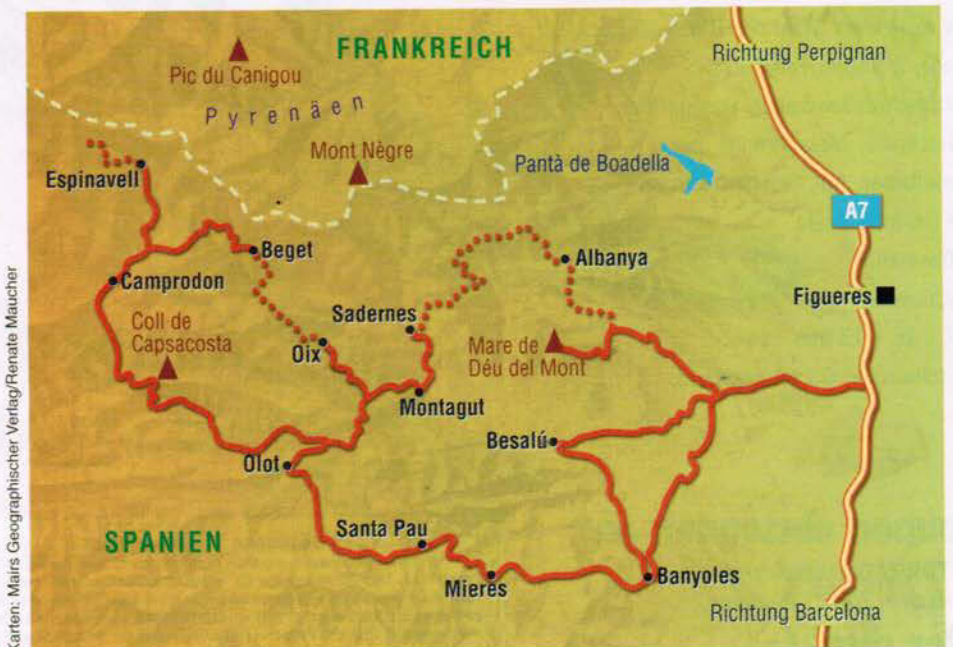 FRANKREICH
Pic du Canigou
Pyrenäen
Richtung Perpignan
Mont Nègre
Pantà de Boadella
Espinavell
A7
Beget
Albanya
Camprodon
Figueres
Sadernes
Coll de
Capsacosta
Oix
Mare de
Déu del Mont
Montagut
Besalú
Olot
Santa Pau
SPANIEN
Mieres
Banyoles
Richtung Barcelona
Karten: Mairs Geographischer Verlag/Renate Maucher